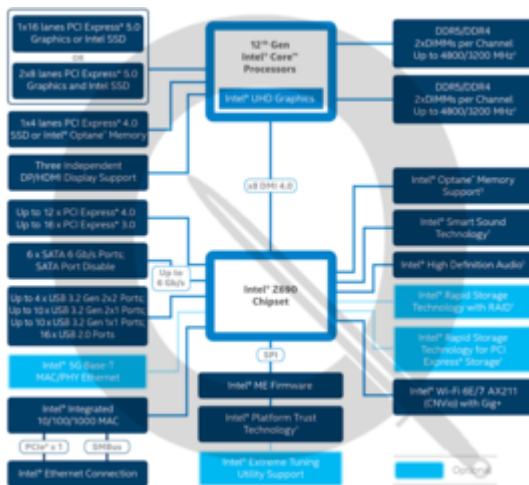 1x16 lanes PCI Express® 5.0
Graphics or Intel SSD
OR
2x8 lanes PCI Express® 5.0
Graphics and Intel SSD
1x4 lanes PCI Express® 4.0
SSD or Intel® Optane™ Memory
Three Independent
DP/HDMI Display Support
12th Gen
Intel® Core™
Processors
Intel® UHD Graphics
DDR5/DDR4
2xDIMMs per Channel
Up to 4800/3200 MHz
DDR5/DDR4
2xDIMMs per Channel
Up to 4800/3200 MHz
x8 DMI 4.0
Up to 12 x PCI Express® 4.0
Up to 16 x PCI Express® 3.0
6 x SATA 6 Gb/s Ports;
SATA Port Disable
Up to
6 Gb/s
Up to 4 x USB 3.2 Gen 2x2 Ports;
Up to 10 x USB 3.2 Gen 2x1 Ports;
Up to 10 x USB 3.2 Gen 1x1 Ports;
16 x USB 2.0 Ports
Intel® 5G Base-T
MAC/PHY Ethernet
Intel® Integrated
10/100/1000 MAC
PCIe® x 1
SMBus
Intel® Ethernet Connection
Intel® Z690
Chipset
SPI
Intel® ME Firmware
Intel® Platform Trust
Technology
Intel® Extreme Tuning
Utility Support
Intel® Optane™ Memory
Support
Intel® Smart Sound
Technology
Intel® High Definition Audio
Intel® Rapid Storage
Technology with RAID
Intel® Rapid Storage
Technology for PCI
Express® Storage
Intel® Wi-Fi 6E/7 AX211
(CNVio) with Gig+
Optional